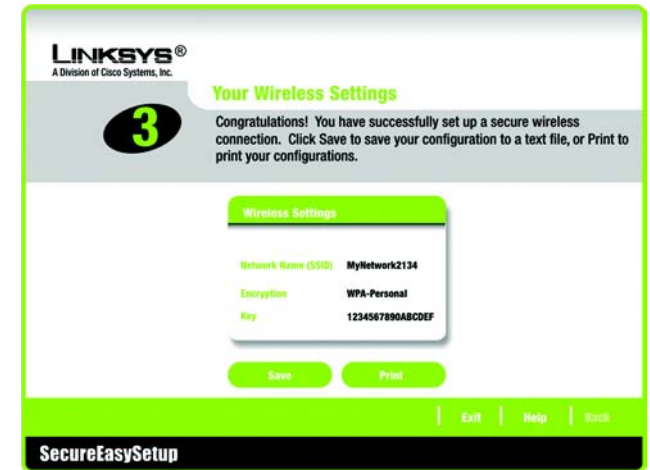 LINKSYS®
A Division of Cisco Systems, Inc.
3
Your Wireless Settings
Congratulations! You have successfully set up a secure wireless
connection. Click Save to save your configuration to a text file, or Print to
print your configurations.
Wireless Settings
Network Name (SSID) MyNetwork2134
Encryption WPA-Personal
Key 1234567890ABCDEF
Save Print
Exit Help Back
SecureEasySetup